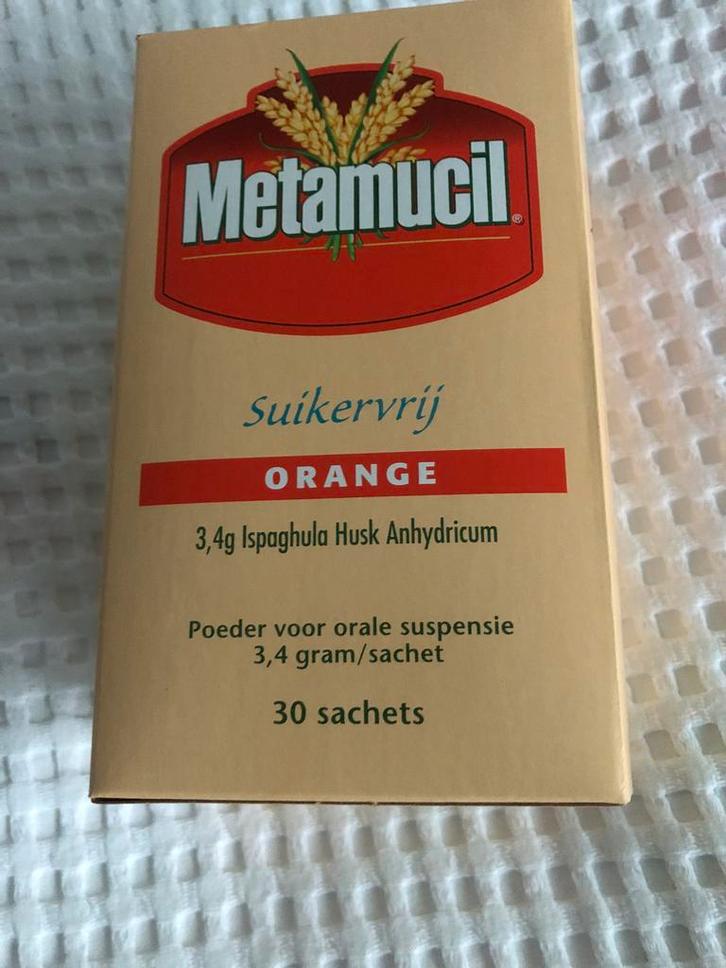 Metamucil®
Suikervrij
ORANGE
3,4g Ispaghula Husk Anhydricum
Poeder voor orale suspensie
3,4 gram/sachet
30 sachets